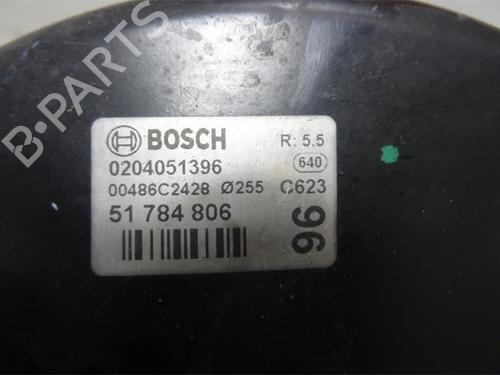 B-PARTS
BOSCH R: 5.5
0204051396 640
00486C2428 Ø255 C623
51 784 806
96